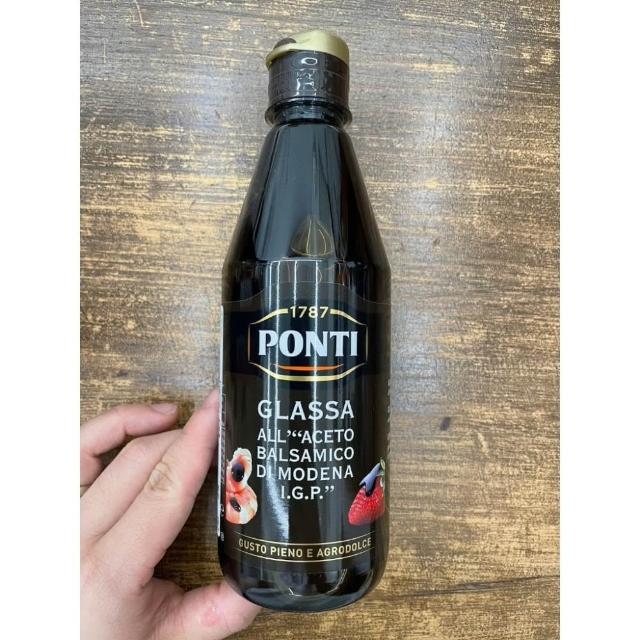 1787
PONTI
GLASSA
ALL'“ACETO
BALSAMICO
DI MODENA
I.G.P.”
GUSTO PIENO E AGRODOLCE